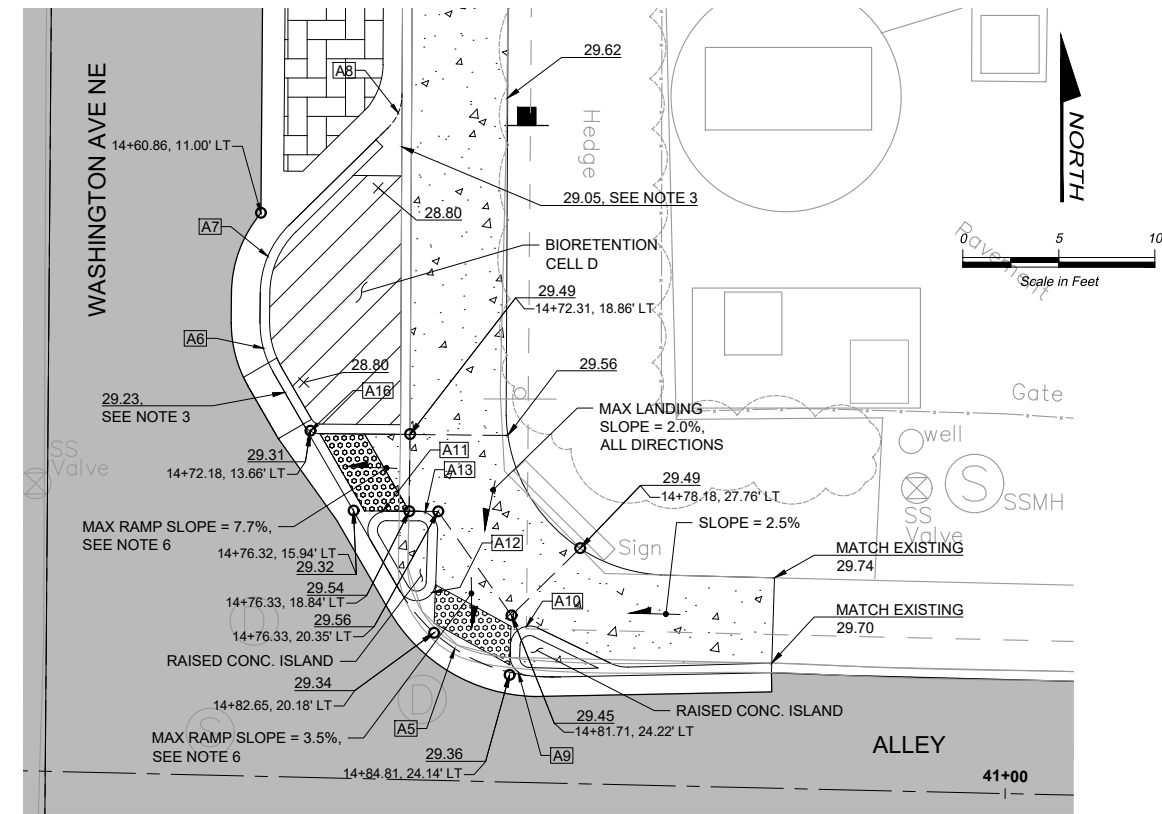 WASHINGTON AVE NE
A8
29.62
14+60.86, 11.00' LT
Hedge
NORTH
A7
29.05, SEE NOTE 3
28.80
Pavement
0 5 10
Scale in Feet
BIORETENTION
CELL D
29.49
14+72.31, 18.86' LT
A6
28.80
29.56
A16
Gate
29.23,
SEE NOTE 3
MAX LANDING
SLOPE = 2.0%,
ALL DIRECTIONS
well
SS
Valve
29.31
14+72.18, 13.66' LT
A11
A13
29.49
14+78.18, 27.76' LT
SSMH
SS
Valve
MAX RAMP SLOPE = 7.7%,
SEE NOTE 6
SLOPE = 2.5%
A12
Sign
MATCH EXISTING
29.74
14+76.32, 15.94' LT
29.32
29.54
14+76.33, 18.84' LT
A10
MATCH EXISTING
29.70
29.56
14+76.33, 20.35' LT
D
RAISED CONC. ISLAND
29.34
14+82.65, 20.18' LT
D
S
S
A5
29.45
14+81.71, 24.22' LT
RAISED CONC. ISLAND
MAX RAMP SLOPE = 3.5%,
SEE NOTE 6
29.36
14+84.81, 24.14' LT
A9
ALLEY
41+00